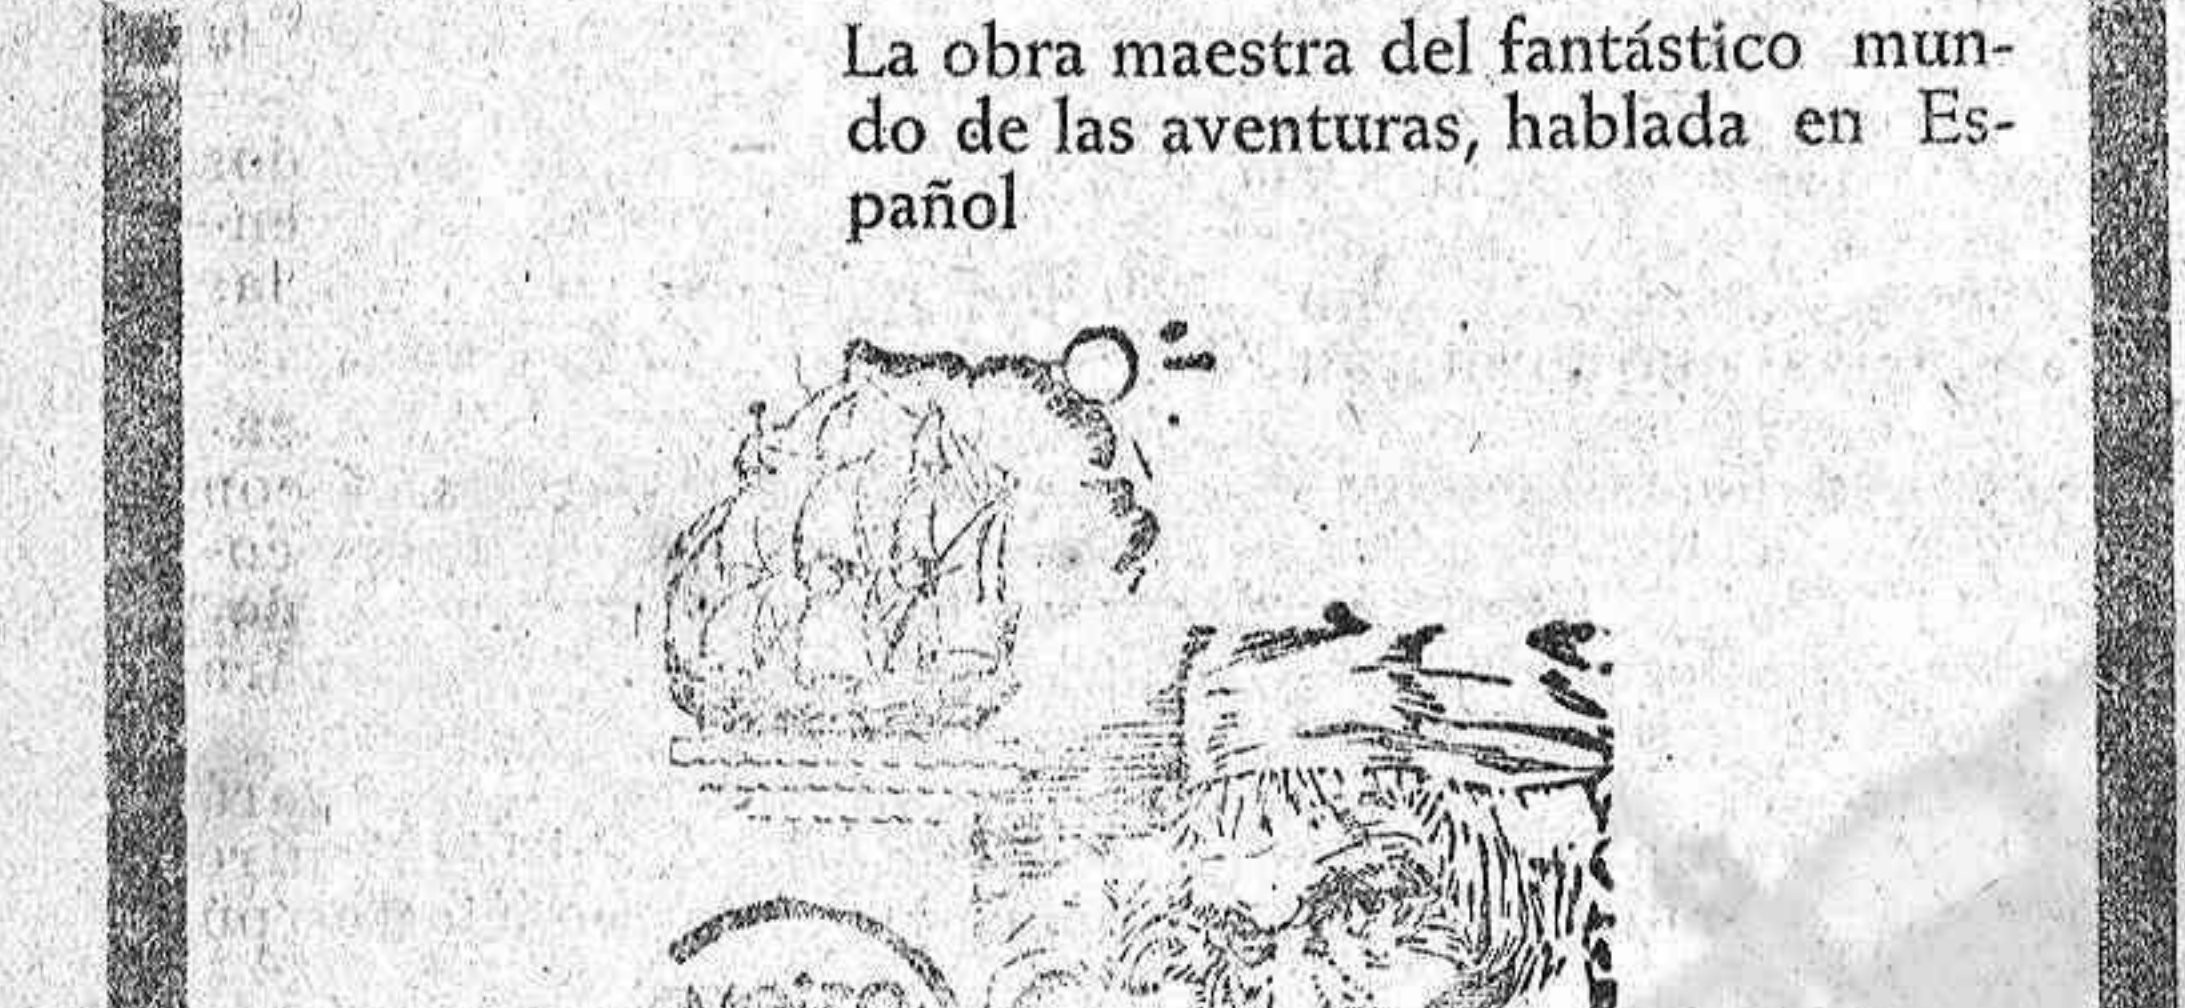 La obra maestra del fantástico mun-
do de las aventuras, hablada en Es-
pañol